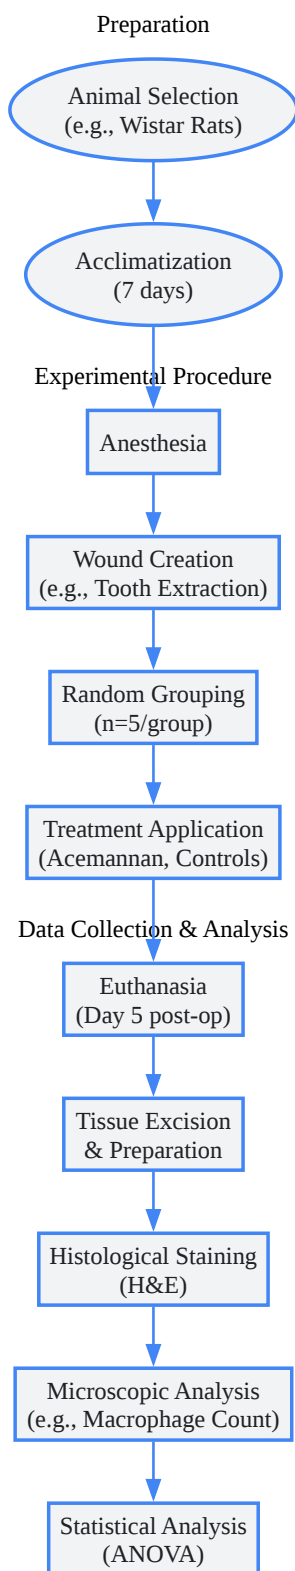 Preparation
Animal Selection
(e.g., Wistar Rats)
Acclimatization
(7 days)
Experimental Procedure
Anesthesia
Wound Creation
(e.g., Tooth Extraction)
Random Grouping
(n=5/group)
Treatment Application
(Acemannan, Controls)
Data Collection & Analysis
Euthanasia
(Day 5 post-op)
Tissue Excision
& Preparation
Histological Staining
(H&E)
Microscopic Analysis
(e.g., Macrophage Count)
Statistical Analysis
(ANOVA)